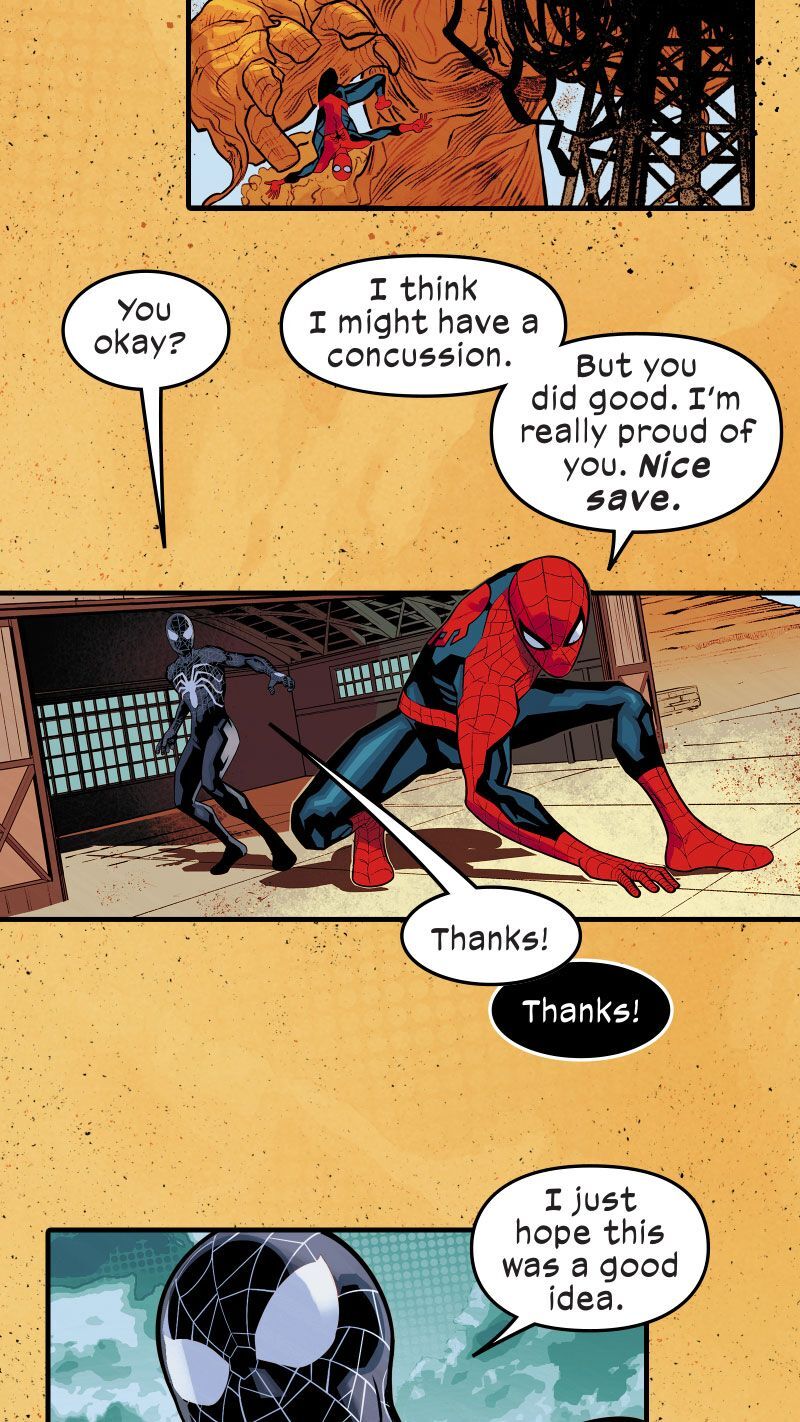 You
okay?
I think
I might have a
concussion.
But you
did good. I'm
really proud of
you. Nice
save.
Thanks!
Thanks!
I just
hope this
was a good
idea.